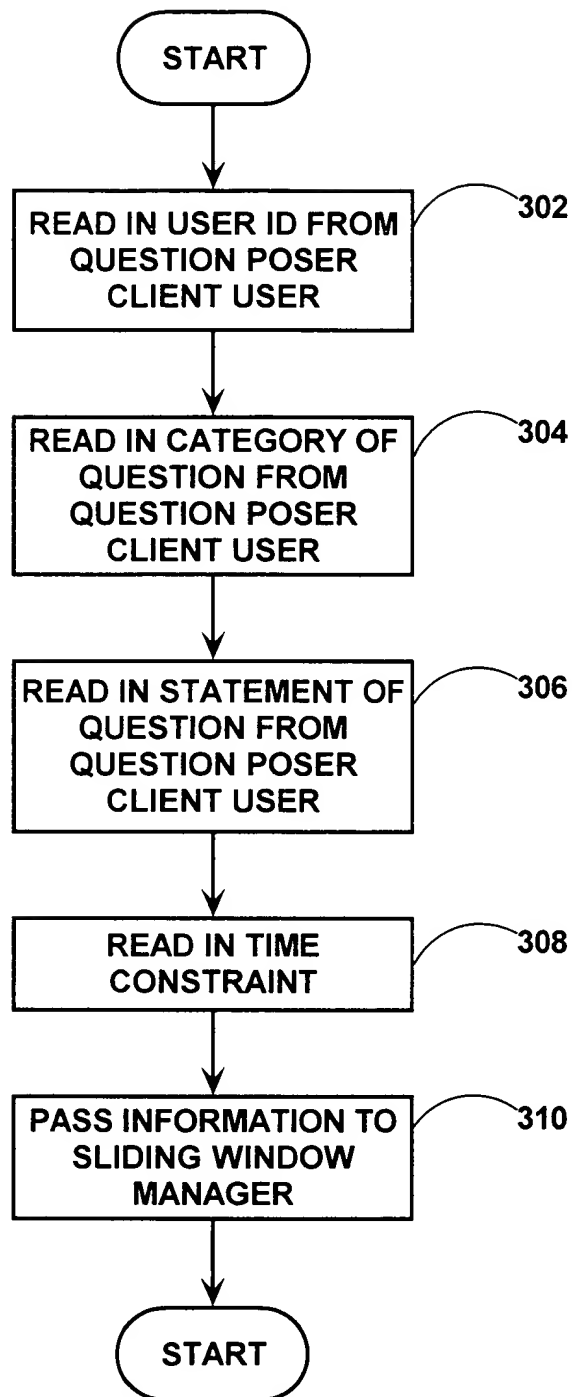 START
READ IN USER ID FROM
QUESTION POSER
CLIENT USER
302
READ IN CATEGORY OF
QUESTION FROM
QUESTION POSER
CLIENT USER
304
READ IN STATEMENT OF
QUESTION FROM
QUESTION POSER
CLIENT USER
306
READ IN TIME
CONSTRAINT
308
PASS INFORMATION TO
SLIDING WINDOW
MANAGER
310
START